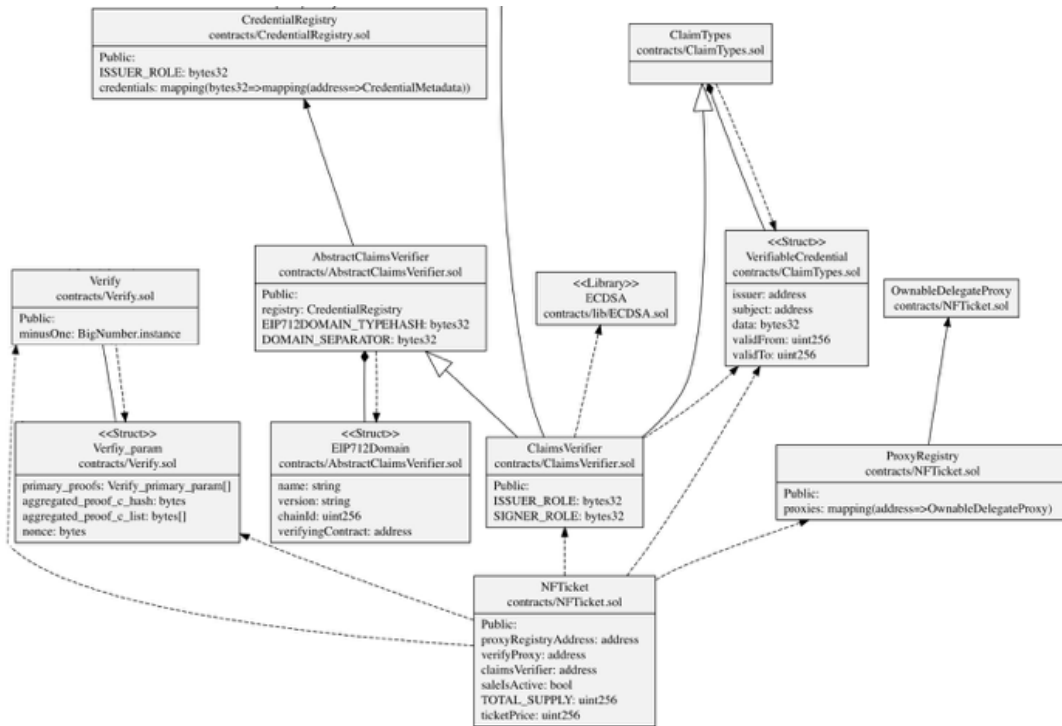 CredentialRegistry
contracts/CredentialRegistry.sol
Public:
ISSUER_ROLE: bytes32
credentials: mapping(bytes32=>mapping(address=>CredentialMetadata))
ClaimTypes
contracts/ClaimTypes.sol
AbstractClaimsVerifier
contracts/AbstractClaimsVerifier.sol
Public:
registry: CredentialRegistry
EIP712DOMAIN_TYPEHASH: bytes32
DOMAIN_SEPARATOR: bytes32
<<Struct>>
VerifiableCredential
contracts/ClaimTypes.sol
issuer: address
subject: address
data: bytes32
validFrom: uint256
validTo: uint256
Verify
contracts/Verify.sol
Public:
minusOne: BigNumber.instance
<<Library>>
ECDSA
contracts/lib/ECDSA.sol
OwnableDelegateProxy
contracts/NFTicket.sol
<<Struct>>
Verfiy_param
contracts/Verify.sol
primary_proofs: Verify_primary_param[]
aggregated_proof_c_hash: bytes
aggregated_proof_c_list: bytes[]
nonce: bytes
<<Struct>>
EIP712Domain
contracts/AbstractClaimsVerifier.sol
name: string
version: string
chainId: uint256
verifyingContract: address
ClaimsVerifier
contracts/ClaimsVerifier.sol
Public:
ISSUER_ROLE: bytes32
SIGNER_ROLE: bytes32
ProxyRegistry
contracts/NFTicket.sol
Public:
proxies: mapping(address=>OwnableDelegateProxy)
NFTicket
contracts/NFTicket.sol
Public:
proxyRegistryAddress: address
verifyProxy: address
claimsVerifier: address
saleIsActive: bool
TOTAL_SUPPLY: uint256
ticketPrice: uint256